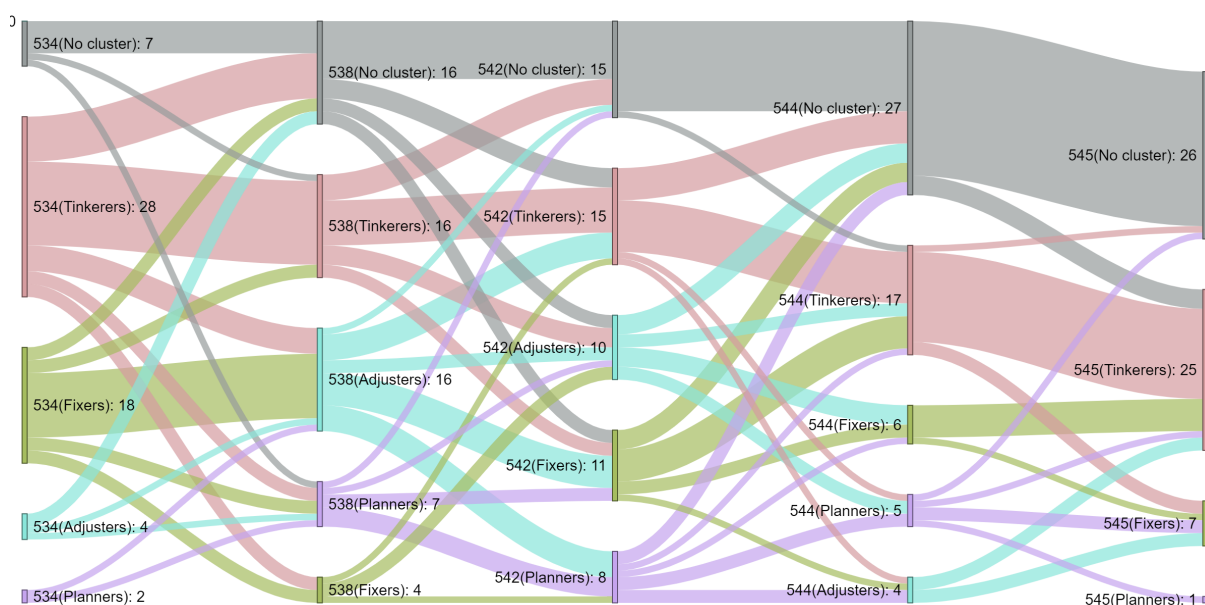 534(No cluster): 7
534(Tinkerers): 28
534(Fixers): 18
534(Adjusters): 4
534(Planners): 2
538(No cluster): 16
538(Tinkerers): 16
538(Adjusters): 16
538(Planners): 7
538(Fixers): 4
542(No cluster): 15
542(Tinkerers): 15
542(Adjusters): 10
542(Fixers): 11
542(Planners): 8
544(No cluster): 27
544(Tinkerers): 17
544(Fixers): 6
544(Planners): 5
544(Adjusters): 4
545(No cluster): 26
545(Tinkerers): 25
545(Fixers): 7
545(Planners): 1